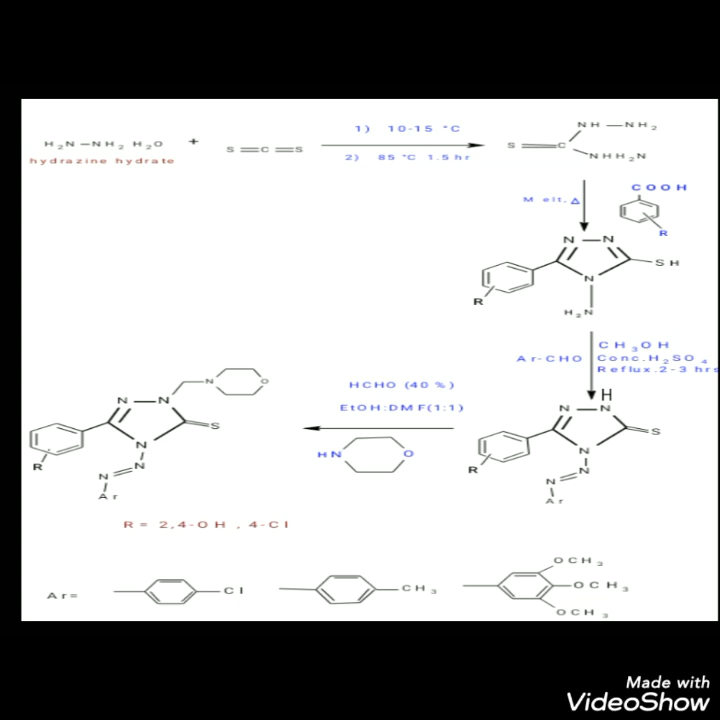 H₂N — NH₂ H₂O + S = C = S
hydrazine hydrate
1) 10-15 °C
2) 85 °C 1.5 hr
NH — NH₂
S = C
NHH₂N
M elt, Δ
COOH
R
N — N
SH
N
R
H₂N
Ar-CHO
CH₃OH
Conc.H₂SO₄
Reflux.2-3 hrs
H
N N
S
N
R
N
N
Ar
HCHO (40 %)
EtOH:DMF(1:1)
HN O
N O
N N
S
N
R
N
N
Ar
R = 2,4-OH , 4-Cl
Ar=
Cl
CH₃
OCH₃
OCH₃
OCH₃
Made with
VideoShow